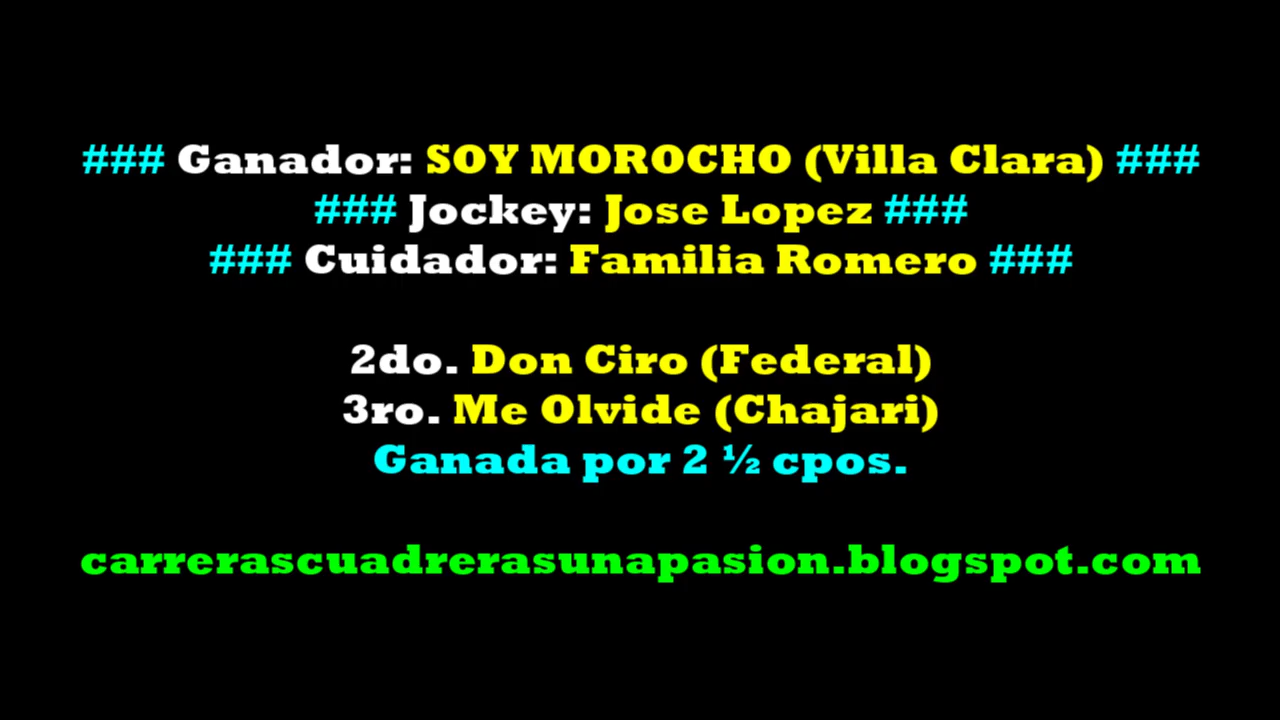 ### Ganador: SOY MOROCHO (Villa Clara) ###
### Jockey: Jose Lopez ###
### Cuidador: Familia Romero ###
2do. Don Ciro (Federal)
3ro. Me Olvide (Chajari)
Ganada por 2 ½ cpos.
carrerascuadrerasunapasion.blogspot.com